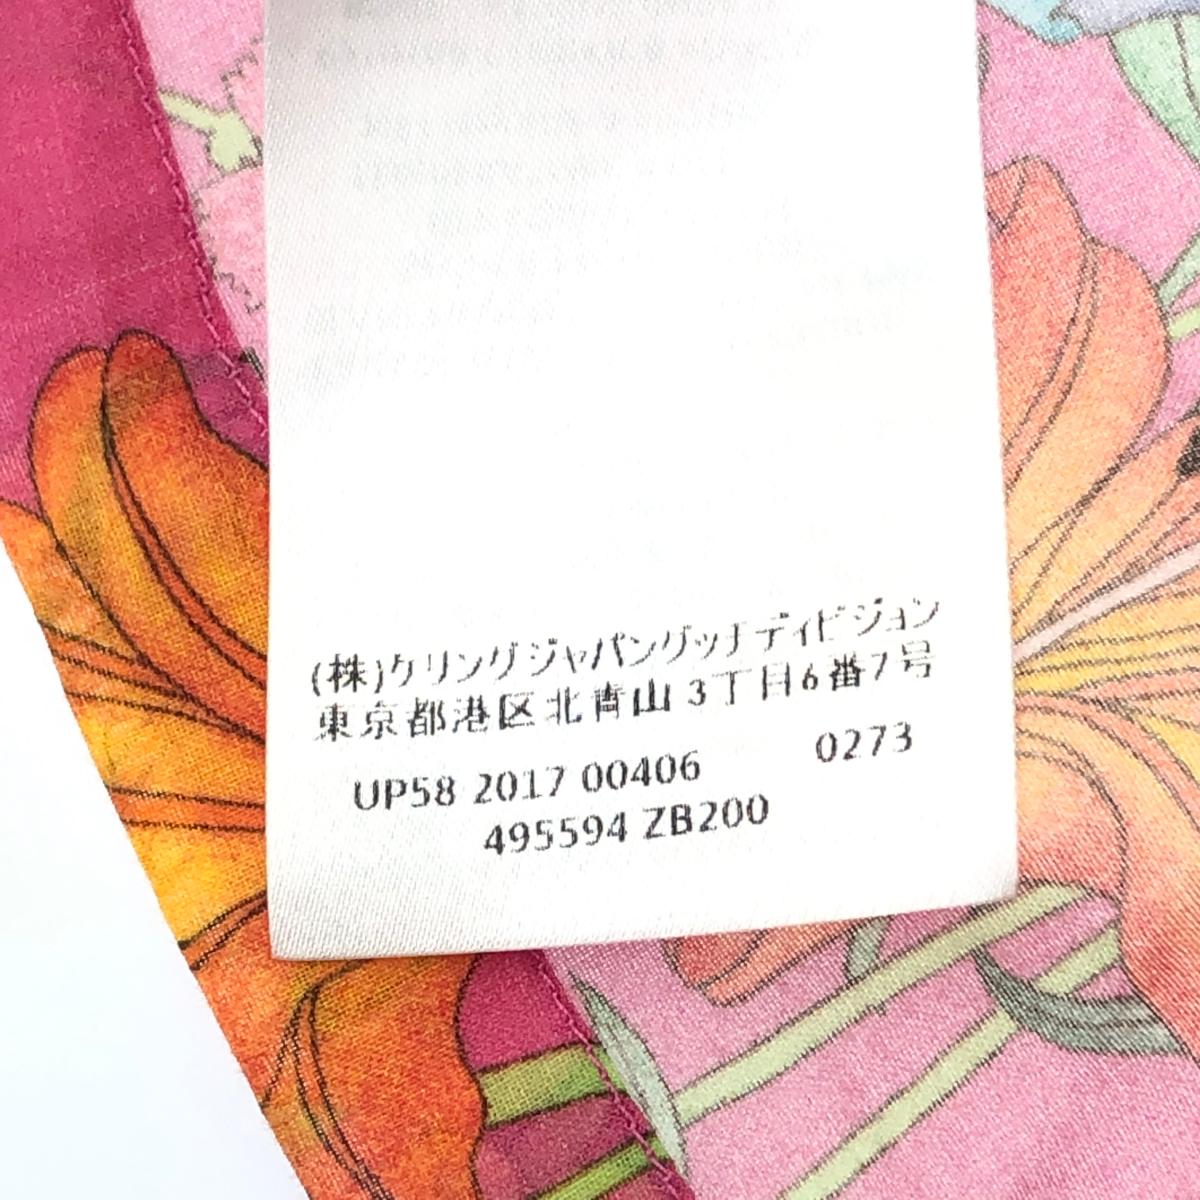 (株)ケリングジャパングッチディビジョン
東京都港区北青山3丁目6番7号
UP58 2017 00406 0273
495594 ZB200